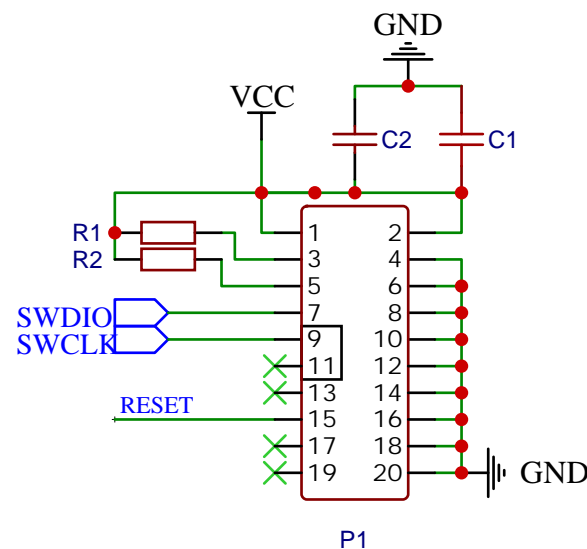 GND
VCC
C2 C1
R1 1 2
R2 3 4
5 6
SWDIO 7 8
SWCLK 9 10
11 12
13 14
RESET 15 16
17 18
19 20 GND
P1